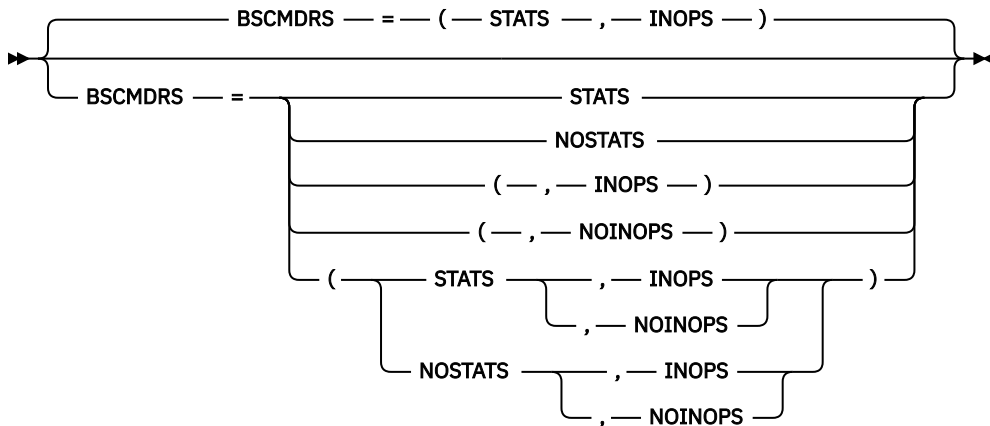 BSCMDRS = ( STATS , INOPS )
BSCMDRS = STATS
NOSTATS
( , INOPS )
( , NOINOPS )
( STATS , INOPS )
, NOINOPS
NOSTATS , INOPS
, NOINOPS